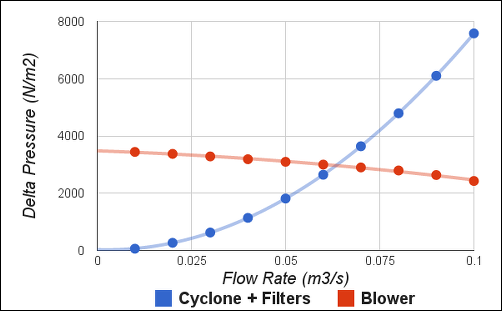 8000
6000
4000
2000
0
Delta Pressure (N/m2)
0
0.025
0.05
0.075
0.1
Flow Rate (m3/s)
Cyclone + Filters
Blower